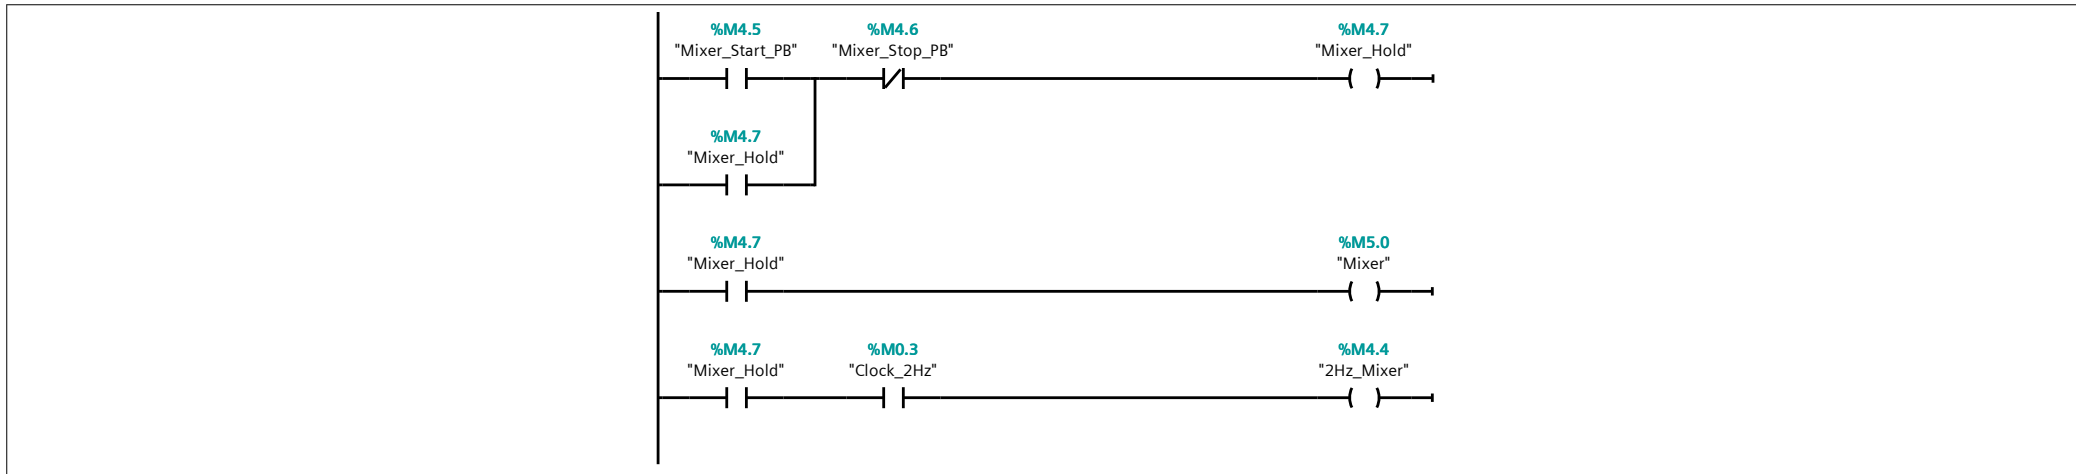 %M4.5 %M4.6 %M4.7
"Mixer_Start_PB" "Mixer_Stop_PB" "Mixer_Hold"
%M4.7
"Mixer_Hold"
%M4.7 %M5.0
"Mixer_Hold" "Mixer"
%M4.7 %M0.3 %M4.4
"Mixer_Hold" "Clock_2Hz" "2Hz_Mixer"